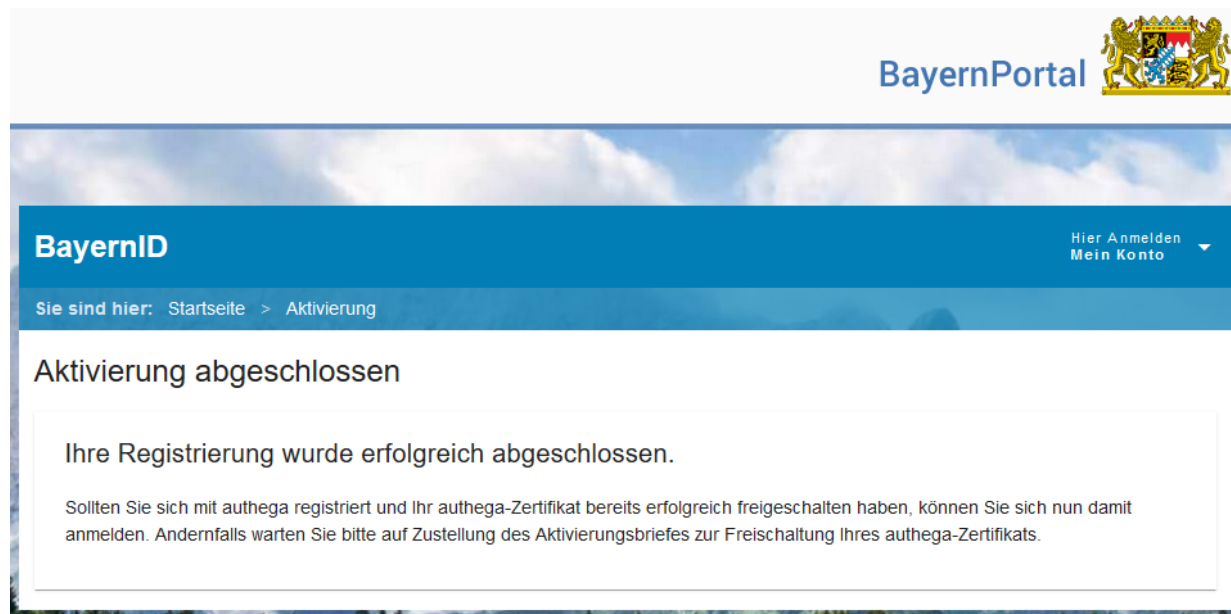 BayernPortal
BayernID
Hier Anmelden
Mein Konto
Sie sind hier: Startseite > Aktivierung
Aktivierung abgeschlossen
Ihre Registrierung wurde erfolgreich abgeschlossen.
Sollten Sie sich mit authega registriert und Ihr authega-Zertifikat bereits erfolgreich freigeschalten haben, können Sie sich nun damit
anmelden. Andernfalls warten Sie bitte auf Zustellung des Aktivierungsbriefes zur Freischaltung Ihres authega-Zertifikats.